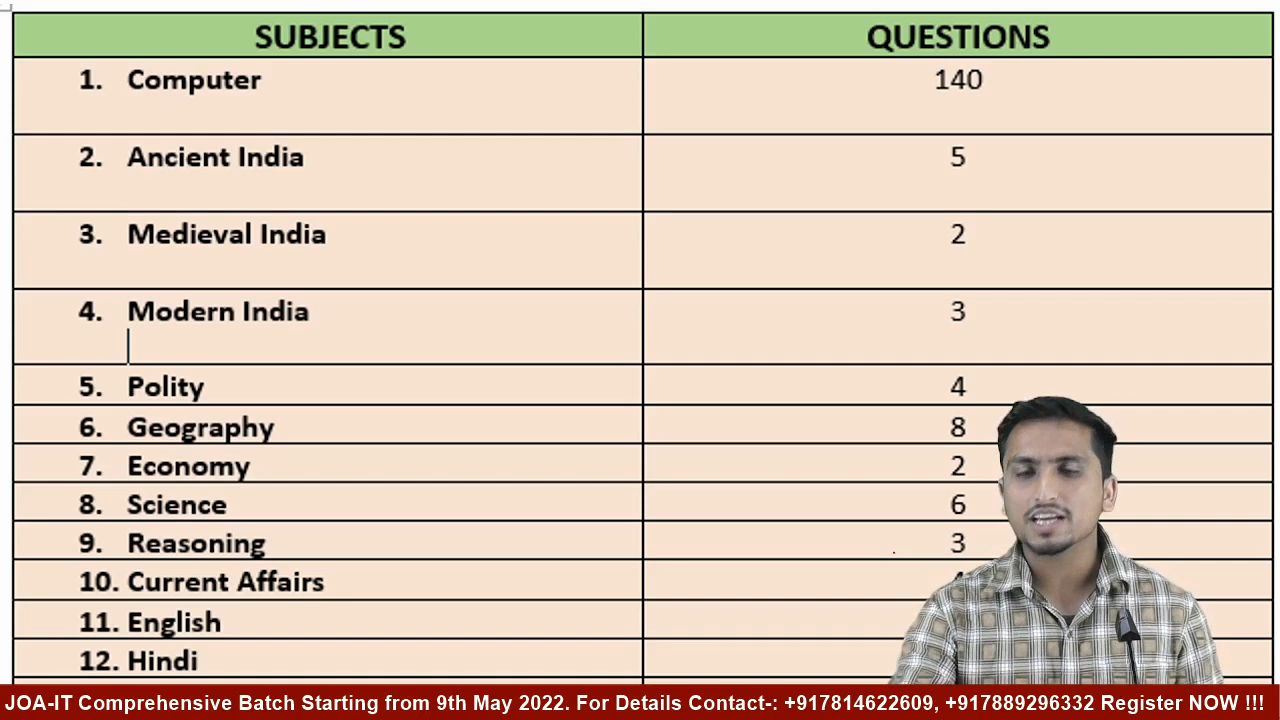 SUBJECTS QUESTIONS
1. Computer 140
2. Ancient India 5
3. Medieval India 2
4. Modern India 3
5. Polity 4
6. Geography 8
7. Economy 2
8. Science 6
9. Reasoning 3
10. Current Affairs
11. English
12. Hindi
JOA-IT Comprehensive Batch Starting from 9th May 2022. For Details Contact-: +917814622609, +917889296332 Register NOW !!!